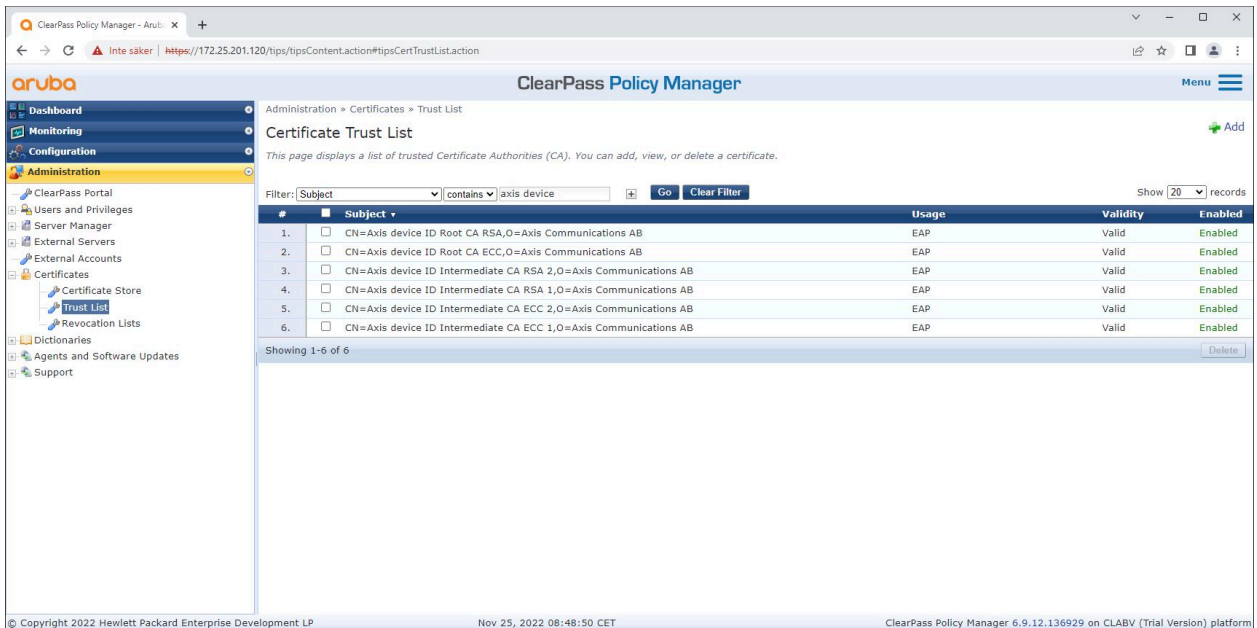 ClearPass Policy Manager - Arub
Inte säker | https://172.25.201.120/tips/tipsContent.action#tipsCertTrustList.action
aruba
ClearPass Policy Manager
Menu
Dashboard
Monitoring
Configuration
Administration
ClearPass Portal
Users and Privileges
Server Manager
External Servers
External Accounts
Certificates
Certificate Store
Trust List
Revocation Lists
Dictionaries
Agents and Software Updates
Support
Administration » Certificates » Trust List
Certificate Trust List
Add
This page displays a list of trusted Certificate Authorities (CA). You can add, view, or delete a certificate.
Filter: Subject contains axis device + Go Clear Filter Show 20 records
# Subject Usage Validity Enabled
1. CN=Axis device ID Root CA RSA,O=Axis Communications AB EAP Valid Enabled
2. CN=Axis device ID Root CA ECC,O=Axis Communications AB EAP Valid Enabled
3. CN=Axis device ID Intermediate CA RSA 2,O=Axis Communications AB EAP Valid Enabled
4. CN=Axis device ID Intermediate CA RSA 1,O=Axis Communications AB EAP Valid Enabled
5. CN=Axis device ID Intermediate CA ECC 2,O=Axis Communications AB EAP Valid Enabled
6. CN=Axis device ID Intermediate CA ECC 1,O=Axis Communications AB EAP Valid Enabled
Showing 1-6 of 6 Delete
© Copyright 2022 Hewlett Packard Enterprise Development LP Nov 25, 2022 08:48:50 CET ClearPass Policy Manager 6.9.12.136929 on CLABV (Trial Version) platform